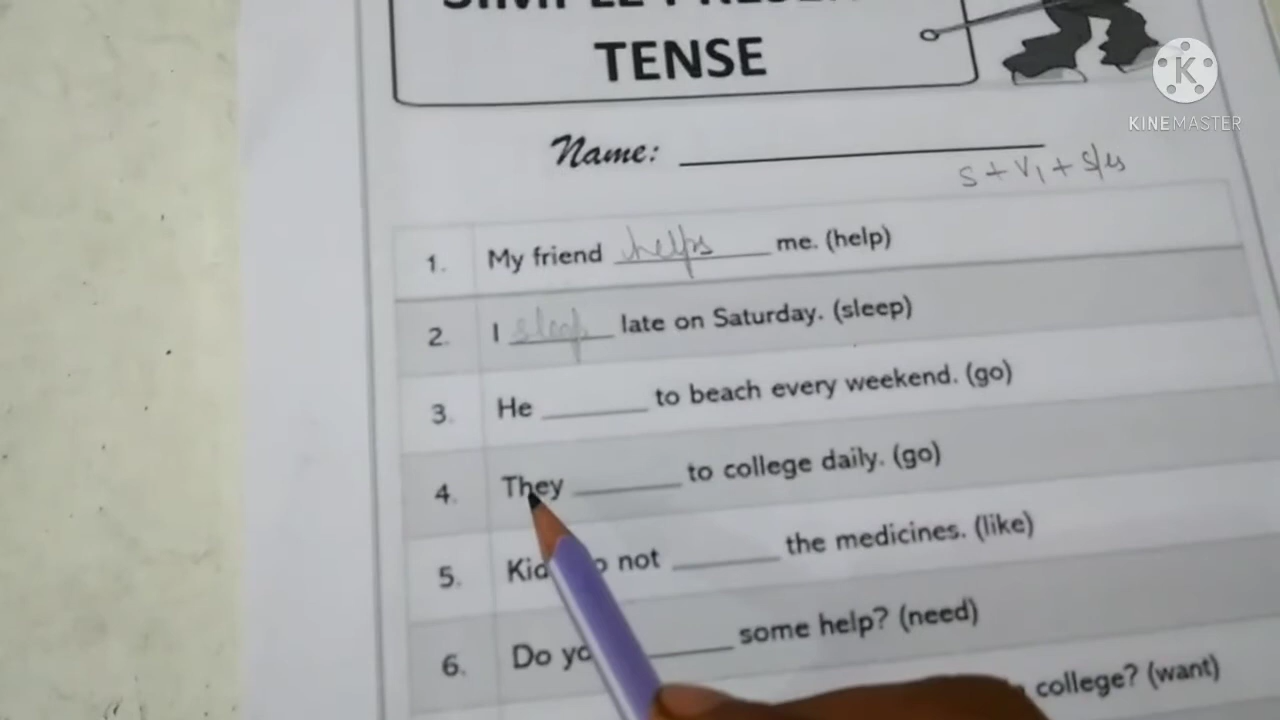 SIMPLE PRESENT
TENSE
KINEMASTER
Name:
S + V1 + s/es
1. My friend helps me. (help)
2. I sleep late on Saturday. (sleep)
3. He to beach every weekend. (go)
4. They to college daily. (go)
5. not the medicines. (like)
6. Do some help? (need)
college? (want)